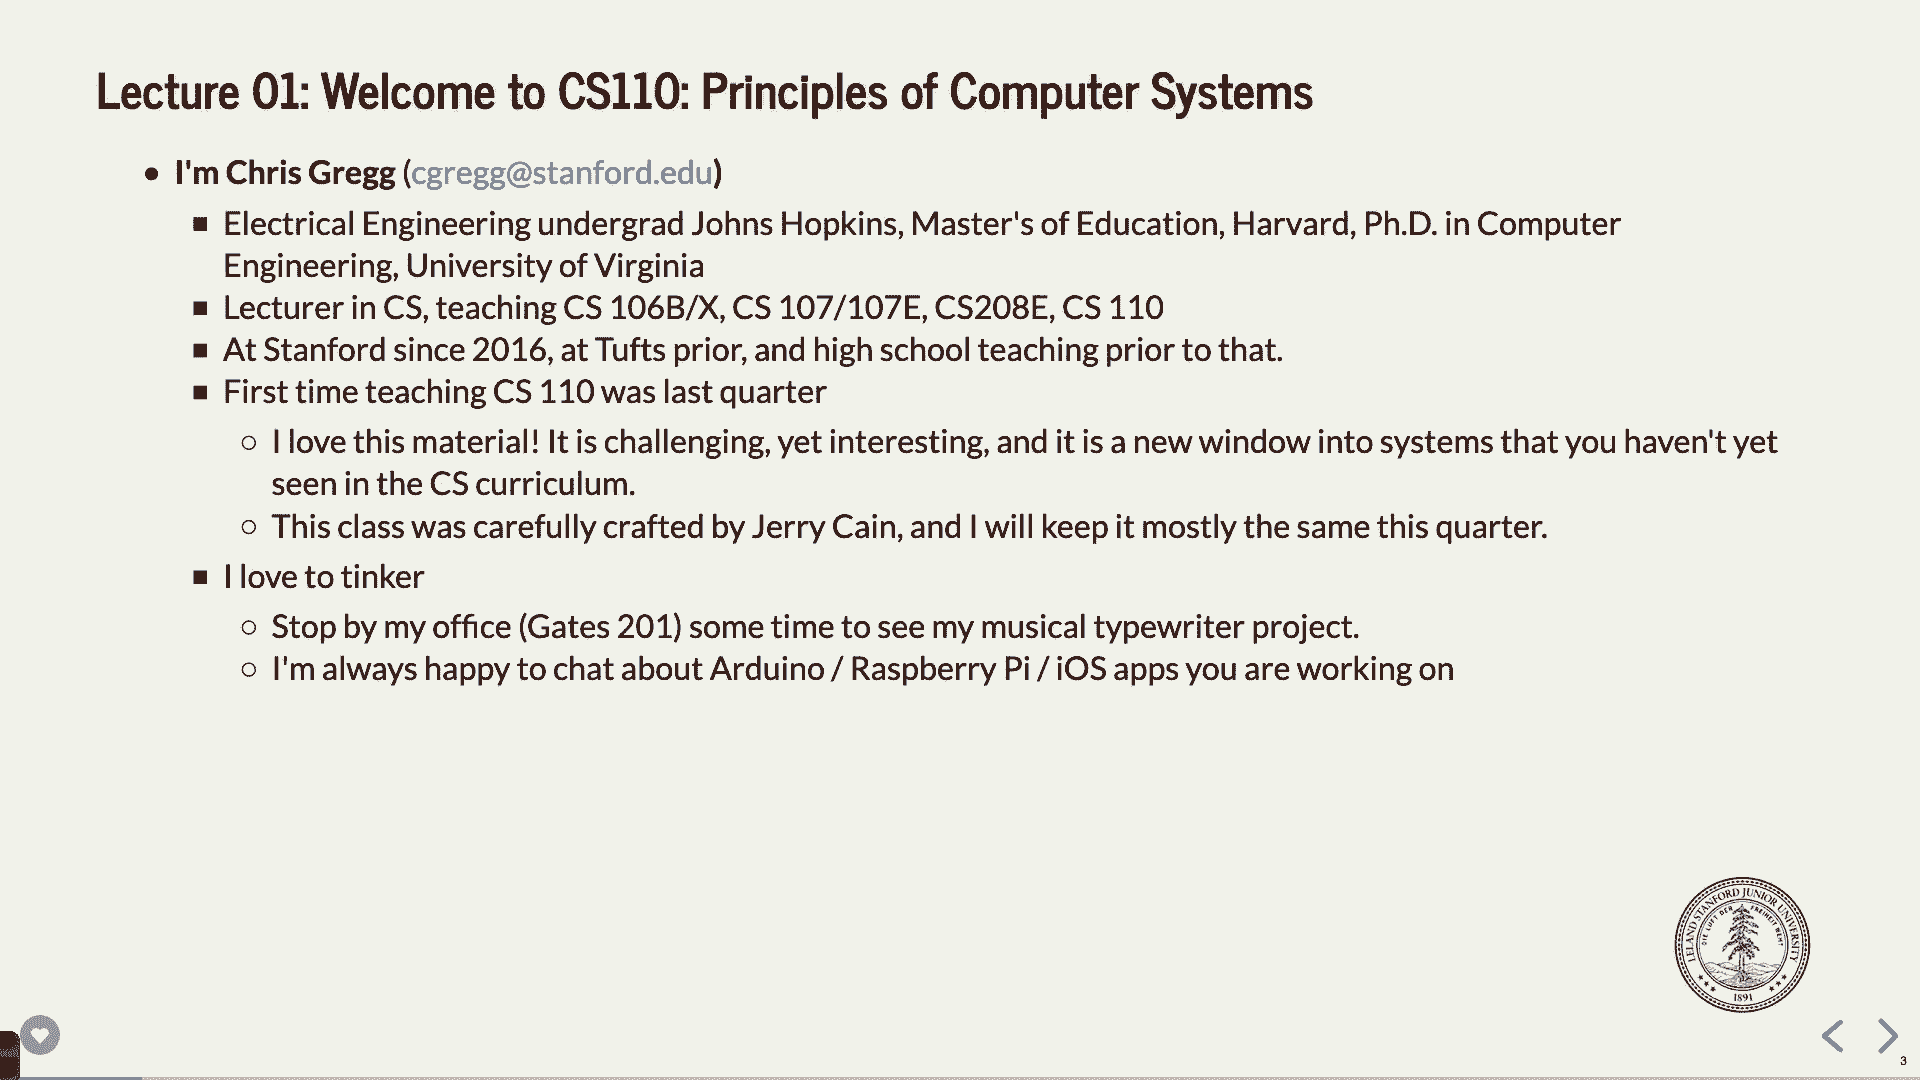 Lecture 01: Welcome to CS110: Principles of Computer Systems
• I'm Chris Gregg (cgregg@stanford.edu)
▪ Electrical Engineering undergrad Johns Hopkins, Master's of Education, Harvard, Ph.D. in Computer
Engineering, University of Virginia
▪ Lecturer in CS, teaching CS 106B/X, CS 107/107E, CS208E, CS 110
▪ At Stanford since 2016, at Tufts prior, and high school teaching prior to that.
▪ First time teaching CS 110 was last quarter
○ I love this material! It is challenging, yet interesting, and it is a new window into systems that you haven't yet
seen in the CS curriculum.
○ This class was carefully crafted by Jerry Cain, and I will keep it mostly the same this quarter.
▪ I love to tinker
○ Stop by my office (Gates 201) some time to see my musical typewriter project.
○ I'm always happy to chat about Arduino / Raspberry Pi / iOS apps you are working on
LELAND STANFORD JUNIOR UNIVERSITY
DIE LUFT DER FREIHEIT WEHT
1891
3